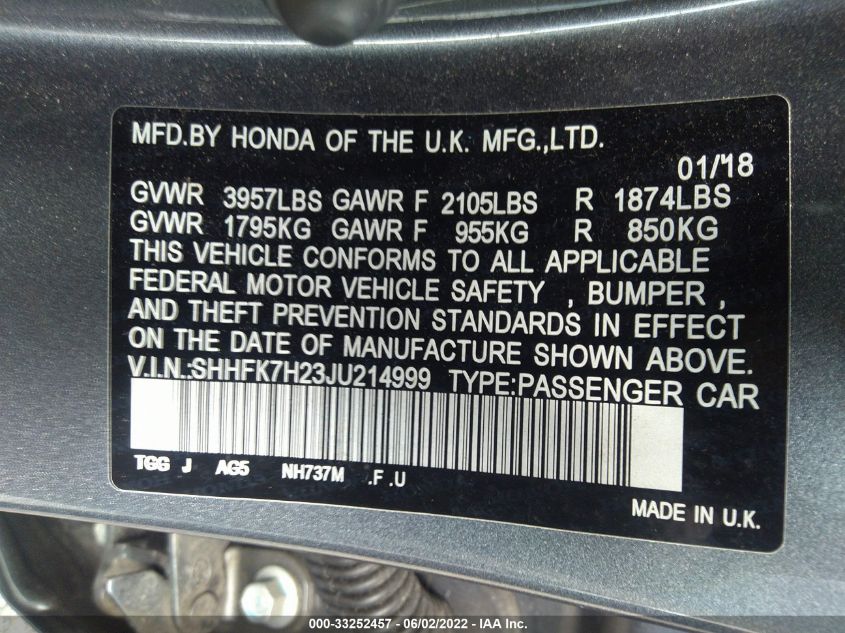 MFD.BY HONDA OF THE U.K. MFG.,LTD.
01/18
GVWR 3957LBS GAWR F 2105LBS R 1874LBS
GVWR 1795KG GAWR F 955KG R 850KG
THIS VEHICLE CONFORMS TO ALL APPLICABLE
FEDERAL MOTOR VEHICLE SAFETY , BUMPER ,
AND THEFT PREVENTION STANDARDS IN EFFECT
ON THE DATE OF MANUFACTURE SHOWN ABOVE.
V.I.N.:SHHFK7H23JU214999 TYPE:PASSENGER CAR
TGG J AG5 NH737M .F .U
MADE IN U.K.
000-33252457 - 06/02/2022 - IAA Inc.